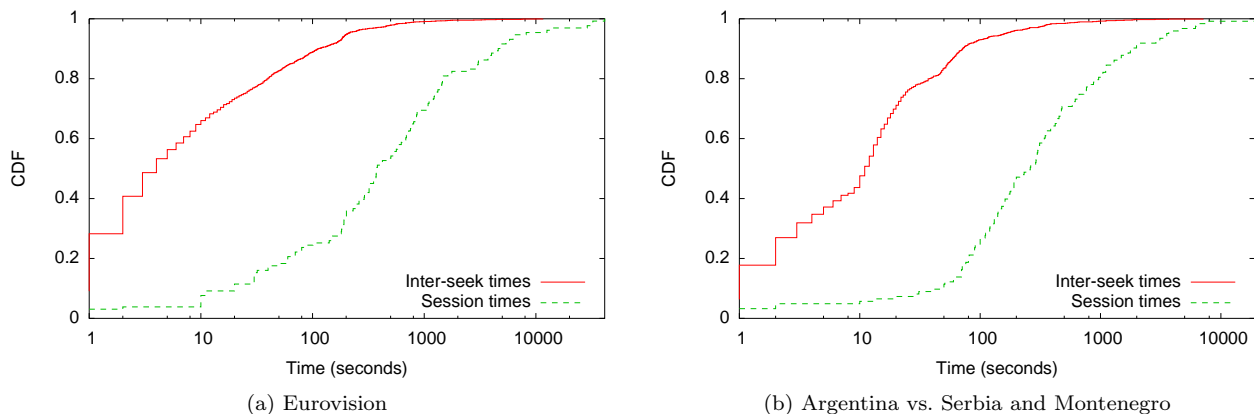 1
0.8
0.6
0.4
0.2
0
CDF
Inter-seek times
Session times
1 10 100 1000 10000
Time (seconds)
(a) Eurovision
1
0.8
0.6
0.4
0.2
0
CDF
Inter-seek times
Session times
1 10 100 1000 10000
Time (seconds)
(b) Argentina vs. Serbia and Montenegro